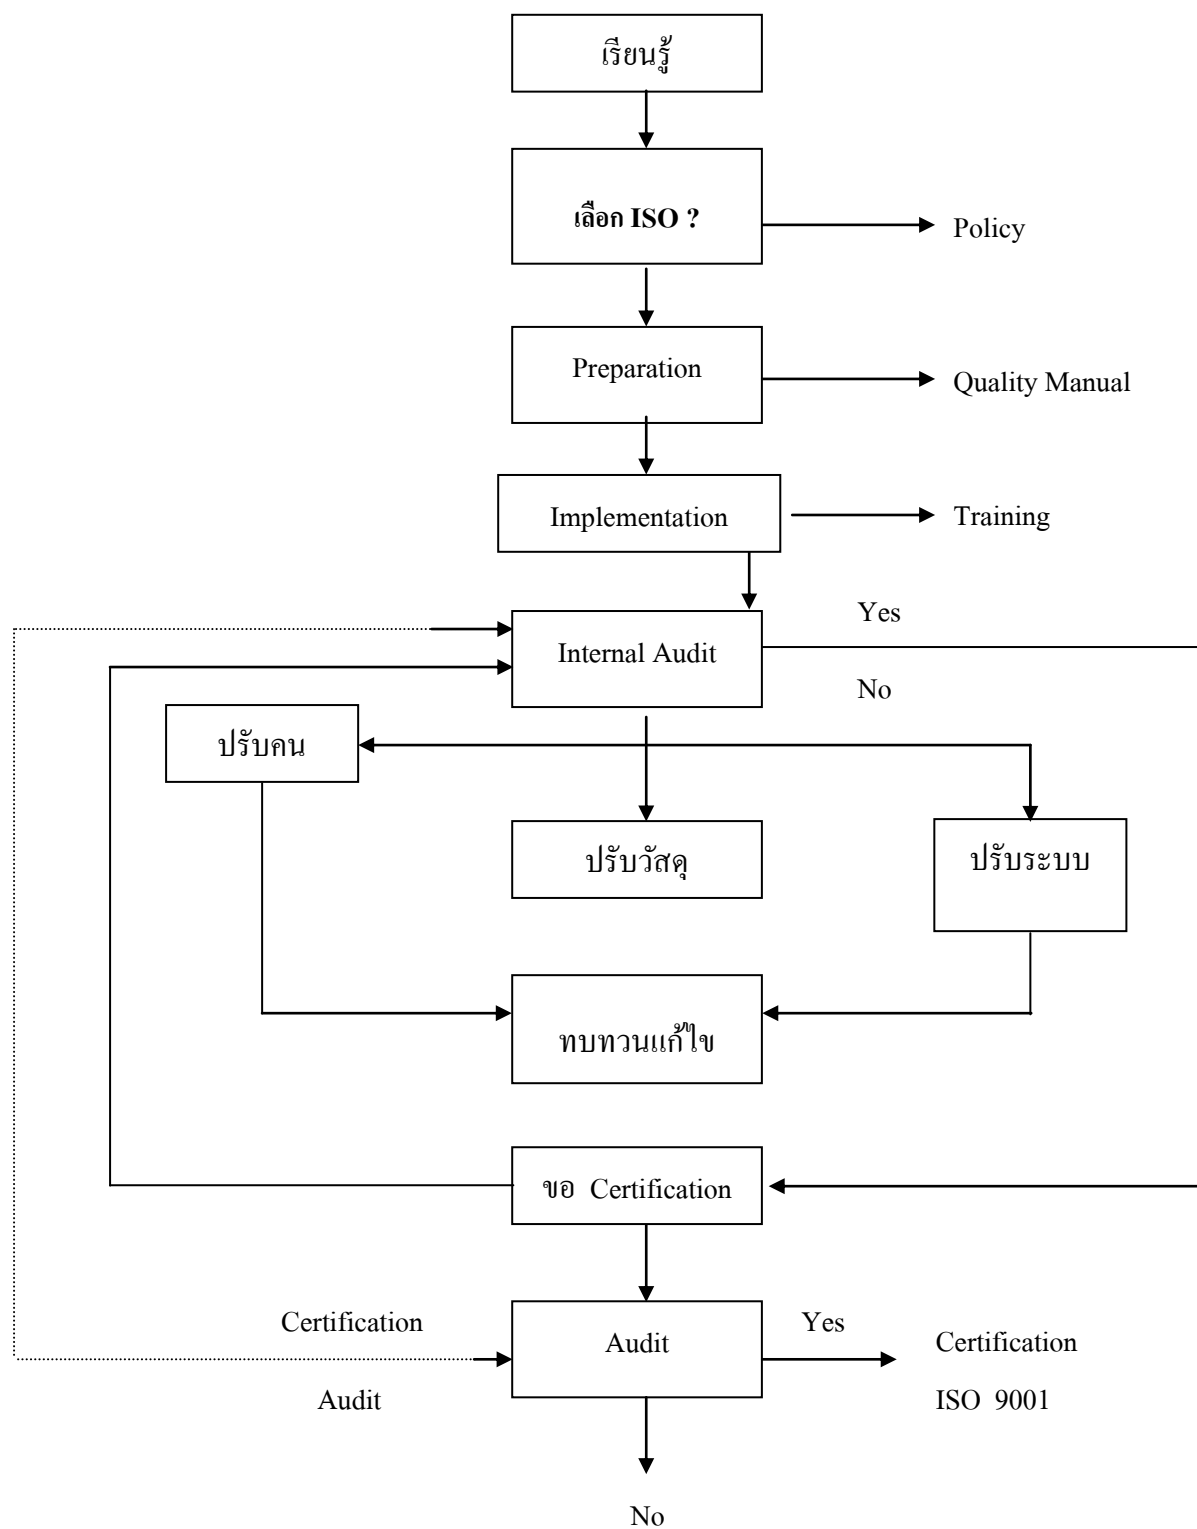 เรียนรู้
เลือก ISO ?
Policy
Preparation
Quality Manual
Implementation
Training
Yes
Internal Audit
No
ปรับคน
ปรับวัสดุ
ปรับระบบ
ทบทวนแก้ไข
ขอ Certification
Certification
Audit
Audit
Yes
Certification
ISO 9001
No